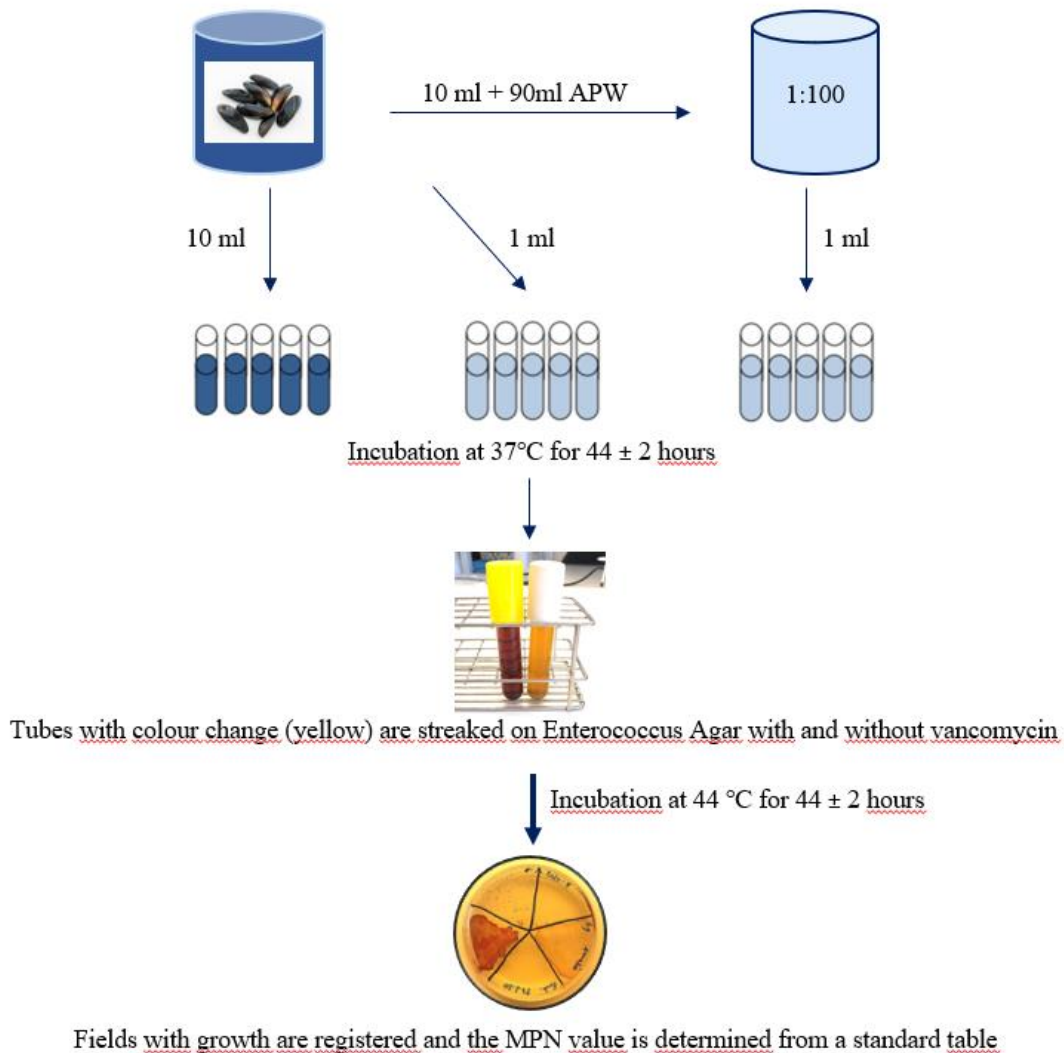 10 ml + 90ml APW
1:100
10 ml
1 ml
1 ml
Incubation at 37°C for 44 ± 2 hours
Tubes with colour change (yellow) are streaked on Enterococcus Agar with and without vancomycin
Incubation at 44 °C for 44 ± 2 hours
Fields with growth are registered and the MPN value is determined from a standard table